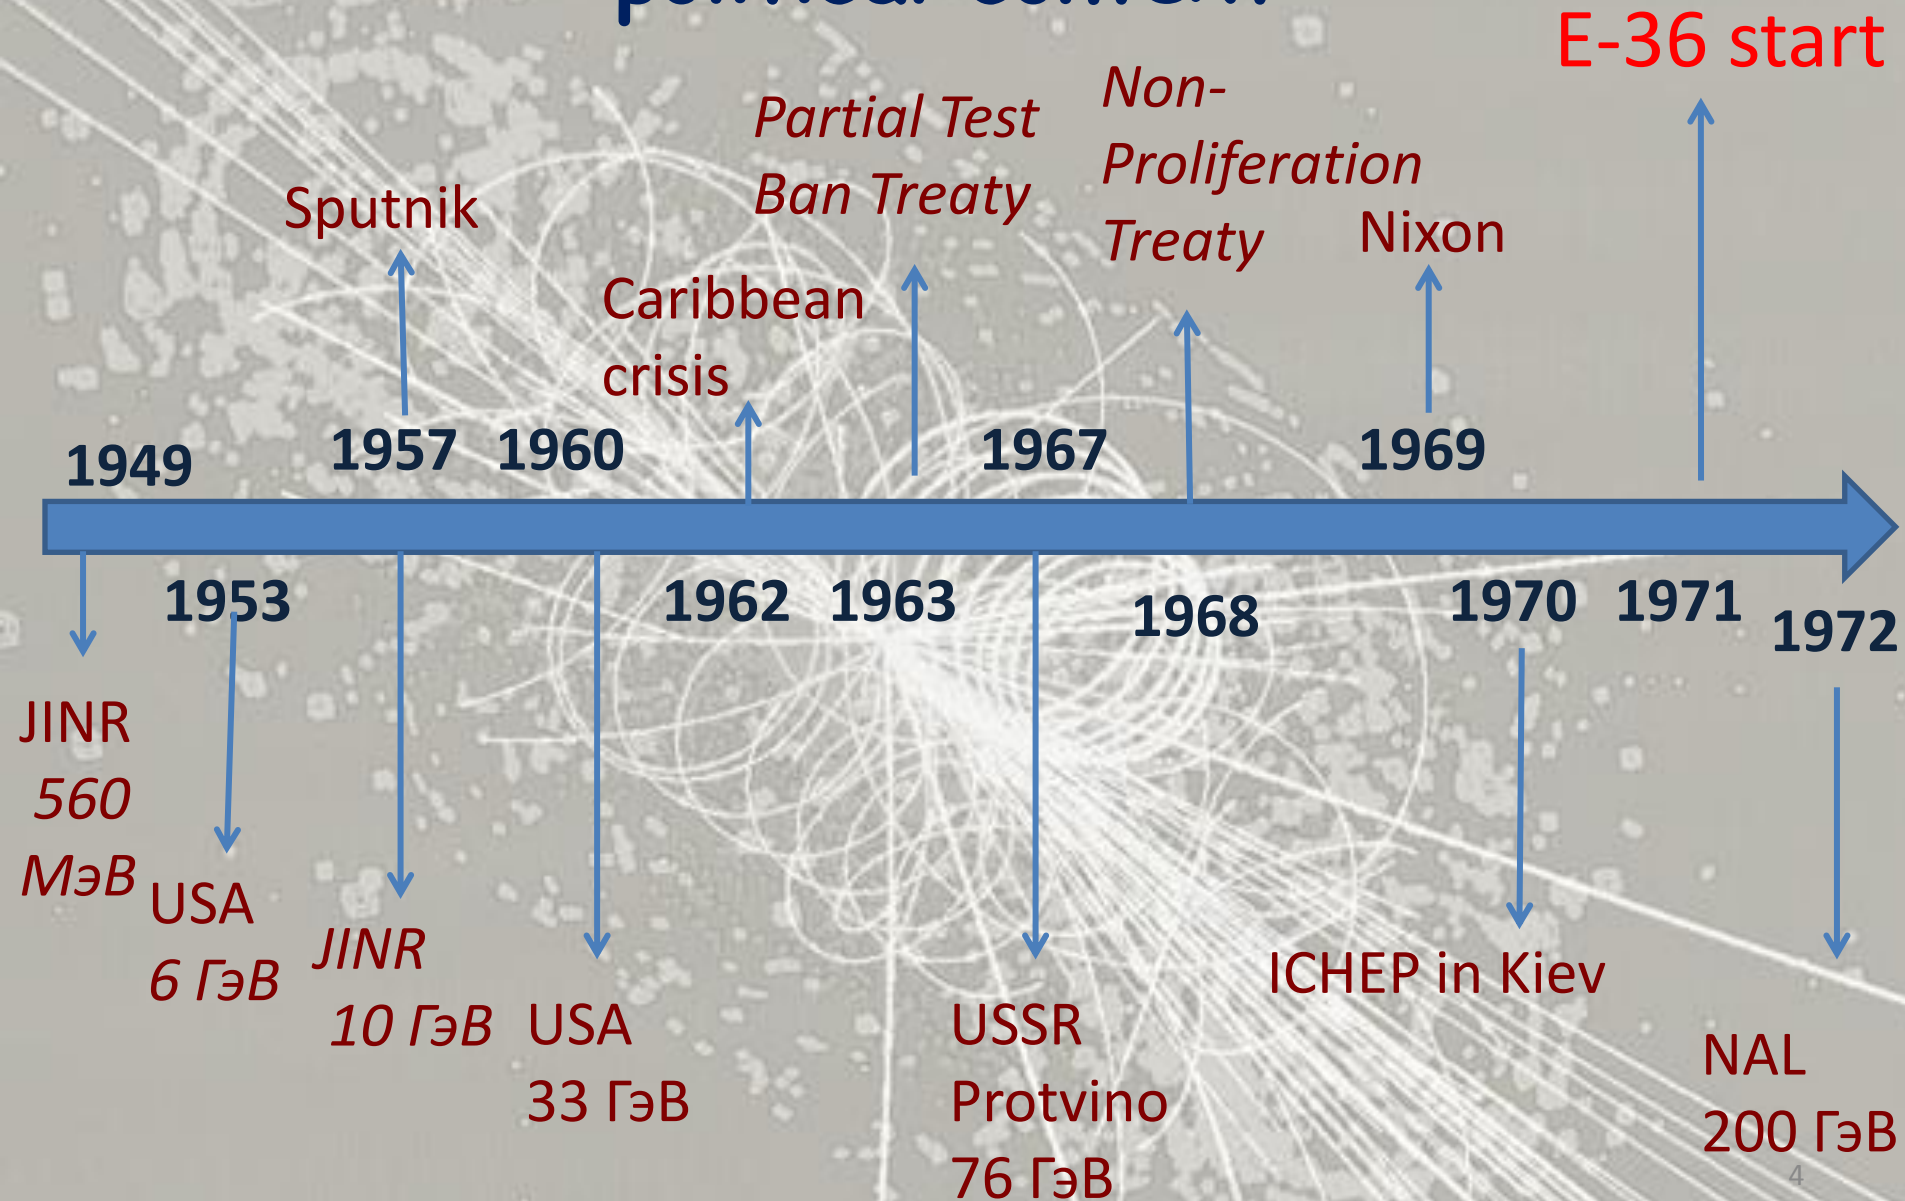 political context
E-36 start
Non-
Proliferation
Treaty
Partial Test
Ban Treaty
Sputnik
Nixon
Caribbean
crisis
1949
1957
1960
1967
1969
1953
1962
1963
1968
1970
1971
1972
JINR
560
МэВ
USA
6 ГэВ
JINR
10 ГэВ
USA
33 ГэВ
USSR
Protvino
76 ГэВ
ICHEP in Kiev
NAL
200 ГэВ
4